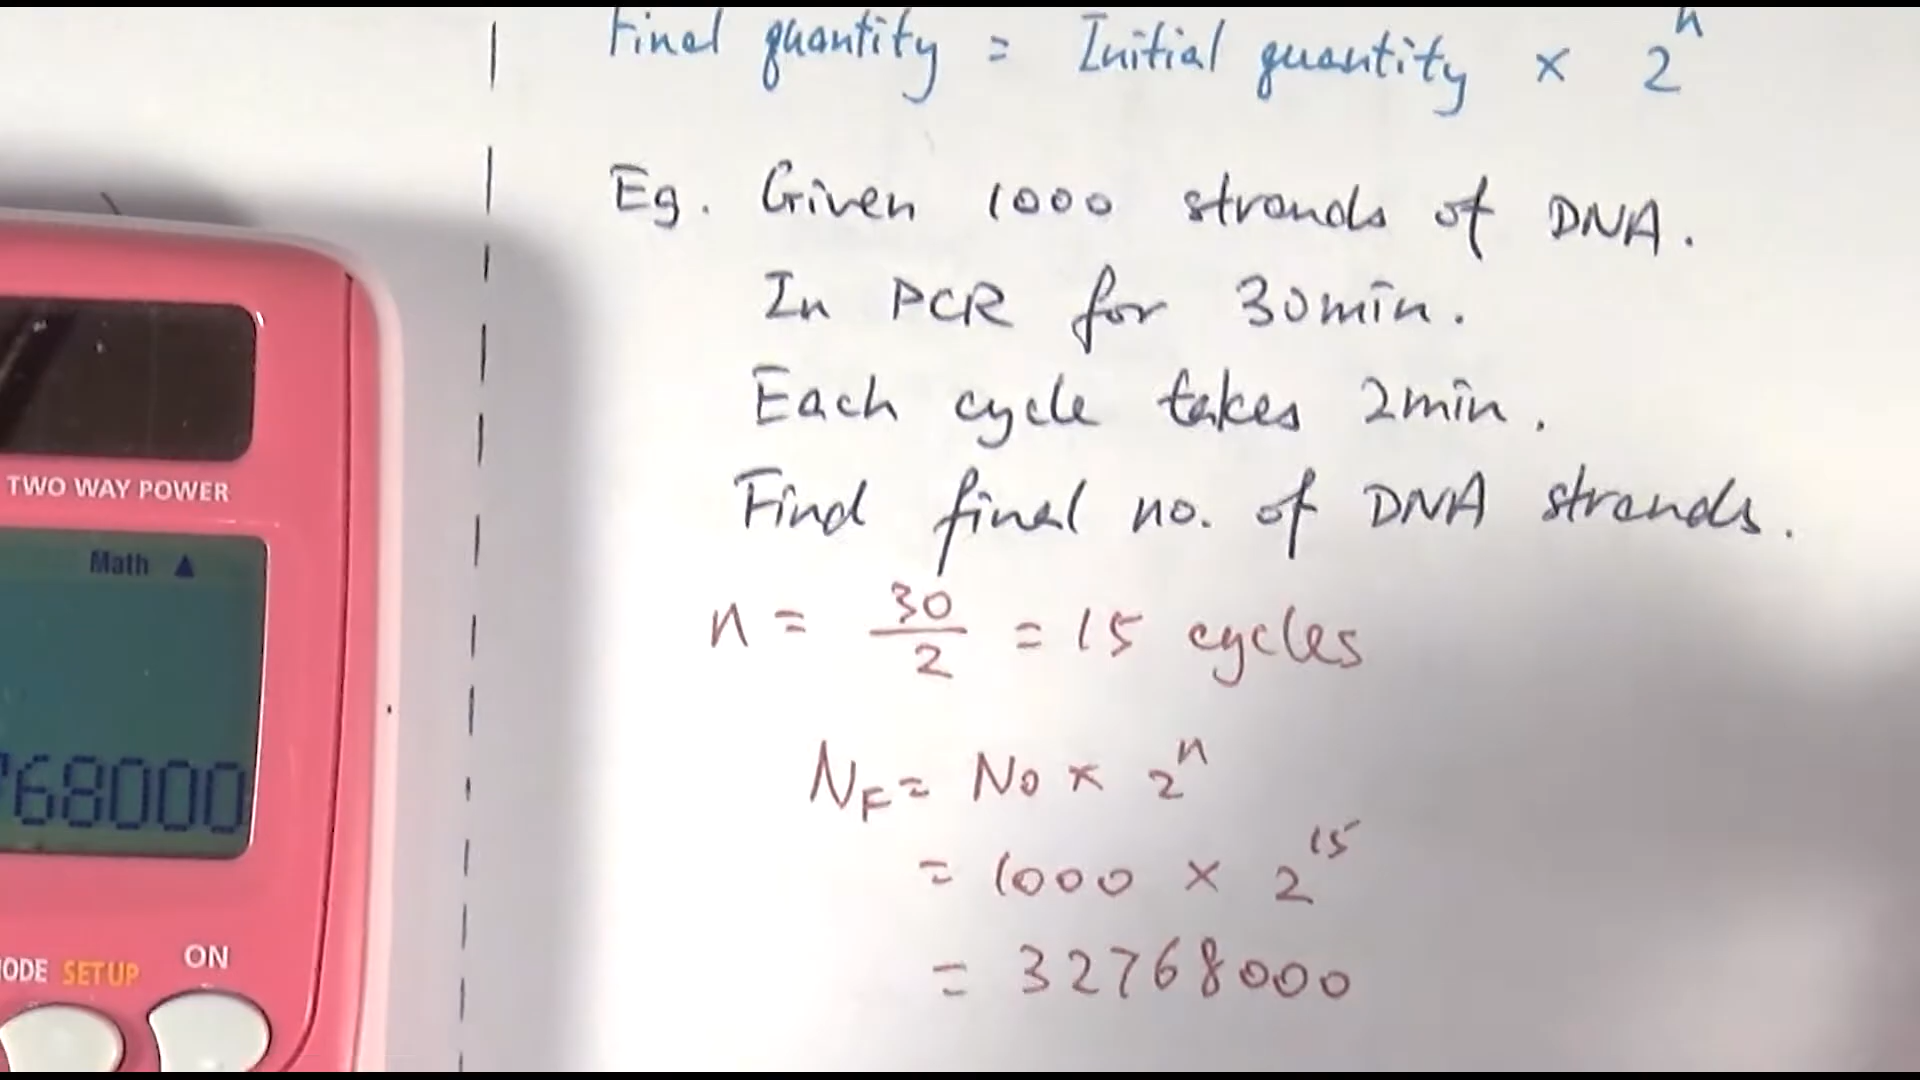 Final quantity = Initial quantity × 2^n
Eg. Given 1000 strands of DNA.
In PCR for 30min.
Each cycle takes 2min.
Find final no. of DNA strands.
n = 30/2 = 15 cycles
N_F = No × 2^n
= 1000 × 2^15
= 32768000
TWO WAY POWER
Math ▲
68000
ODE SETUP ON